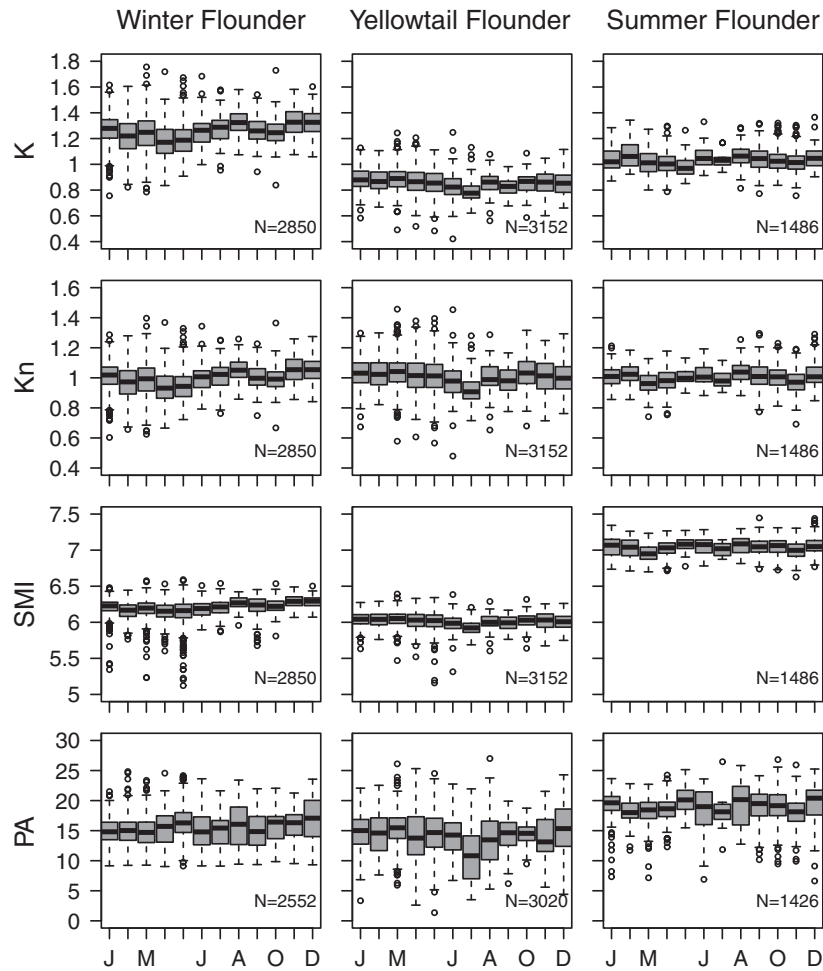 Winter Flounder Yellowtail Flounder Summer Flounder
K
1.8
1.6
1.4
1.2
1.0
0.8
0.6
0.4
N=2850
N=3152
N=1486
Kn
1.6
1.4
1.2
1
0.8
0.6
0.4
N=2850
N=3152
N=1486
SMI
7.5
7
6.5
6
5.5
5
N=2850
N=3152
N=1486
PA
30
25
20
15
10
5
0
N=2552
N=3020
N=1426
J M J A O D J M J A O D J M J A O D